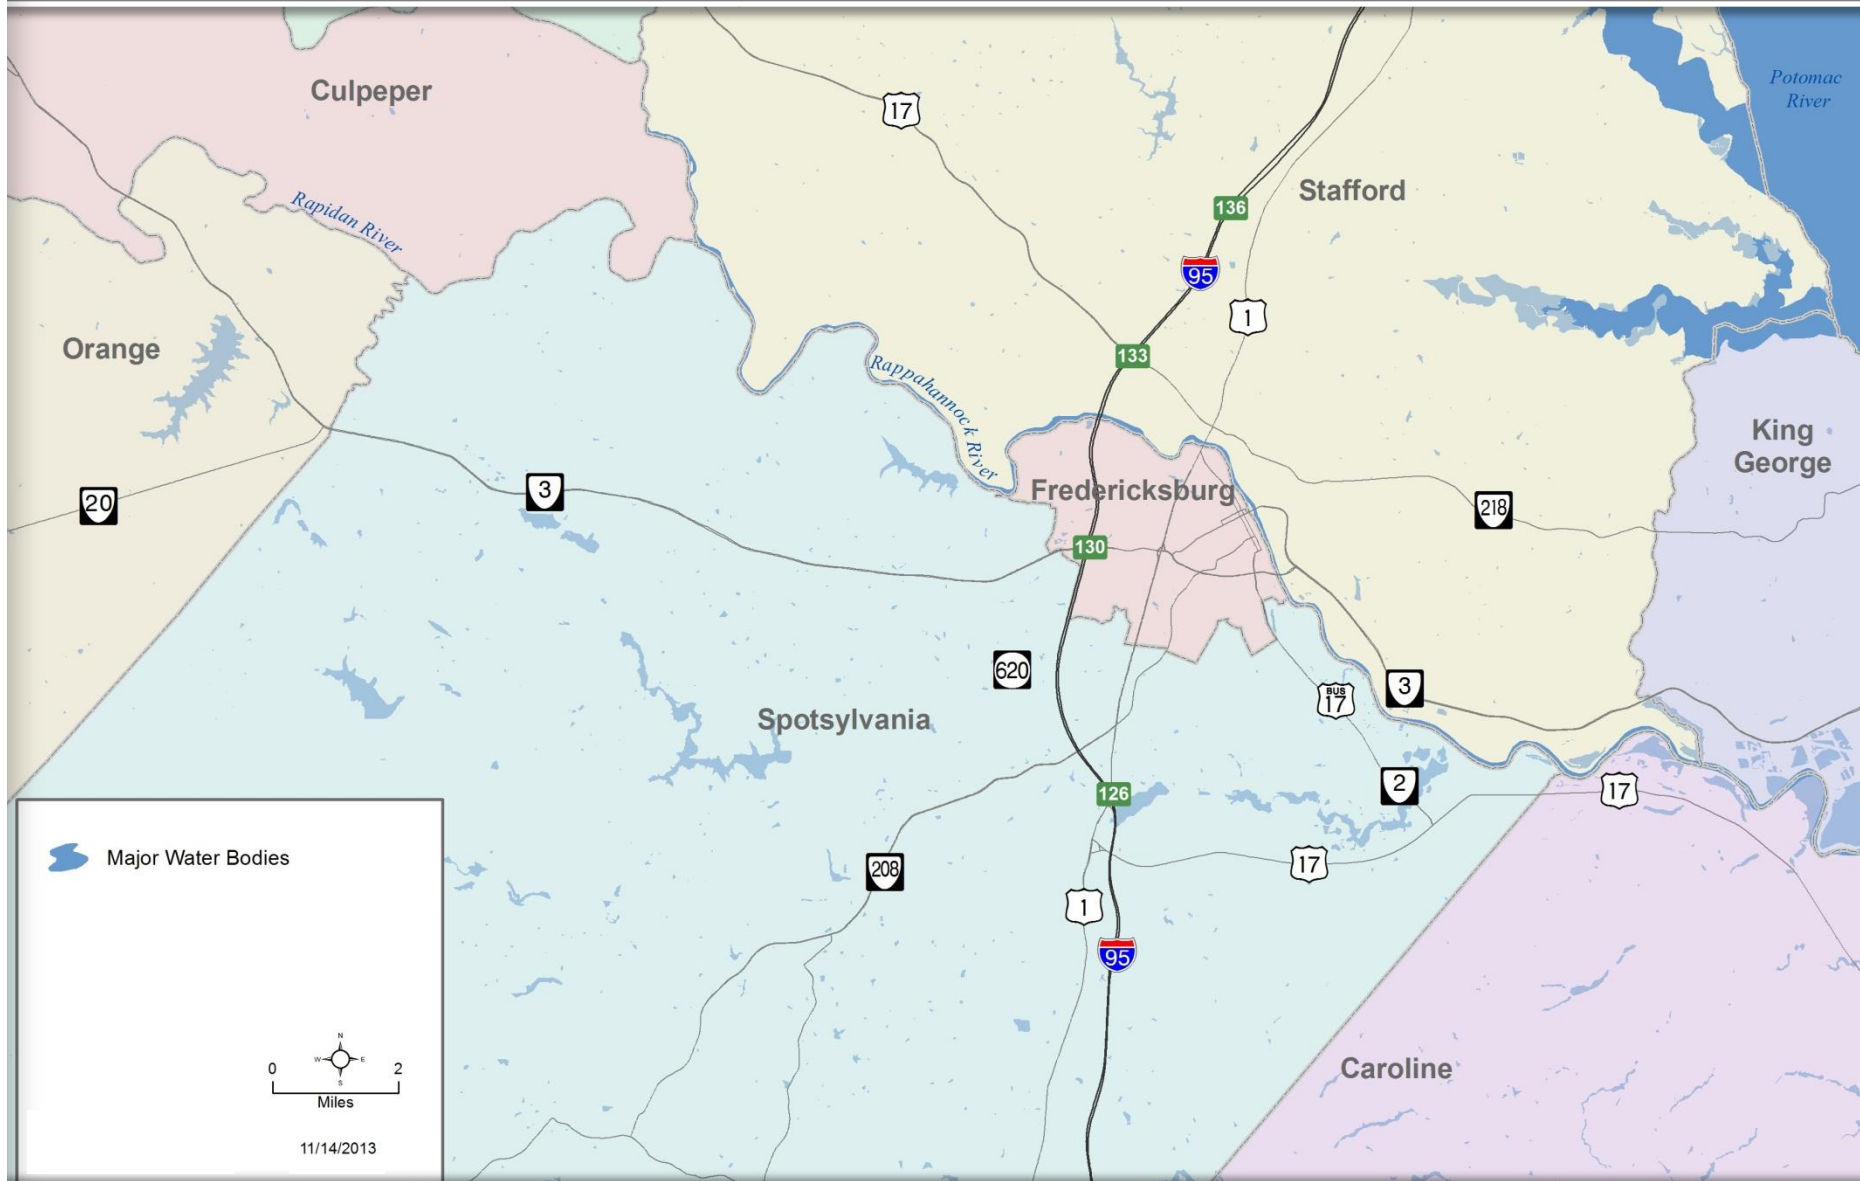 Culpeper
Potomac
River
17
136
Stafford
Rapidan River
95
1
Orange
133
Rappahannock River
King
George
Fredericksburg
20
3
218
130
620
BUS
17
3
Spotsylvania
126
2
17
208
17
1
95
Caroline
Major Water Bodies
N
W
E
S
0
2
Miles
11/14/2013